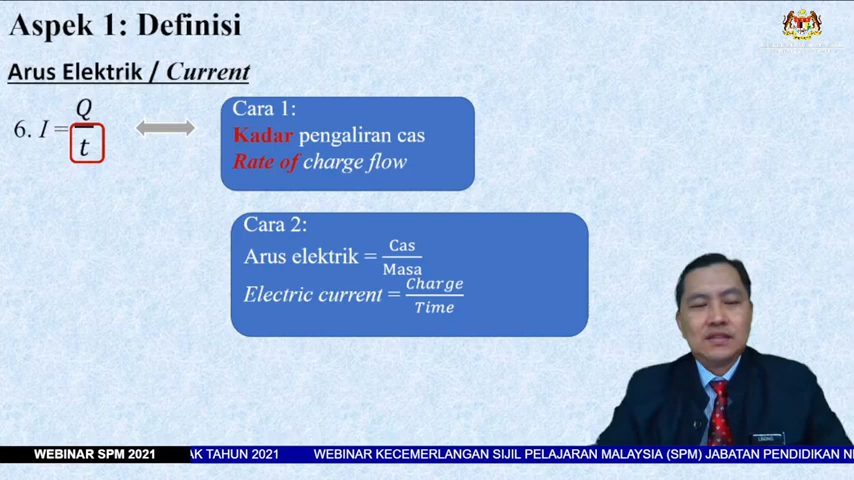 Aspek 1: Definisi
Arus Elektrik / Current
6. I = Q
t
Cara 1:
Kadar pengaliran cas
Rate of charge flow
Cara 2:
Arus elektrik = Cas
Masa
Electric current = Charge
Time
WEBINAR SPM 2021
AK TAHUN 2021 WEBINAR KECEMERLANGAN SIJIL PELAJARAN MALAYSIA (SPM) JABATAN PENDIDIKAN NE